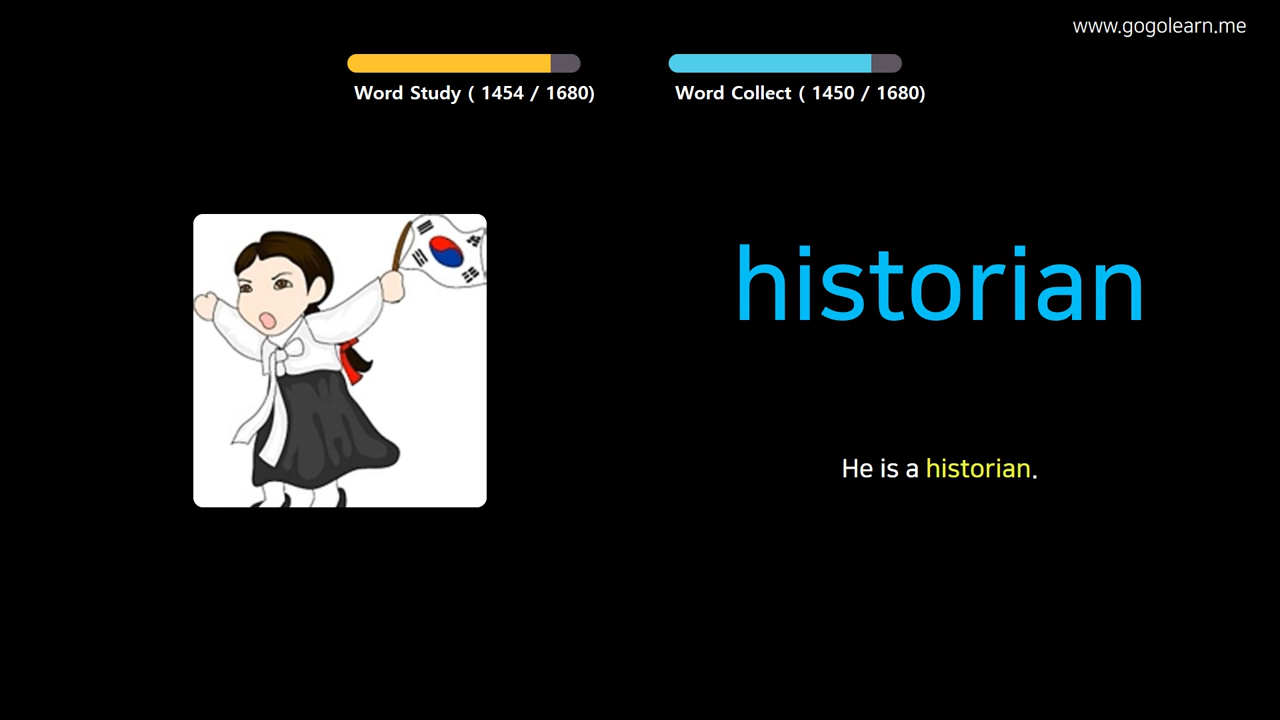 www.gogolearn.me
Word Study ( 1454 / 1680)
Word Collect ( 1450 / 1680)
historian
He is a historian.